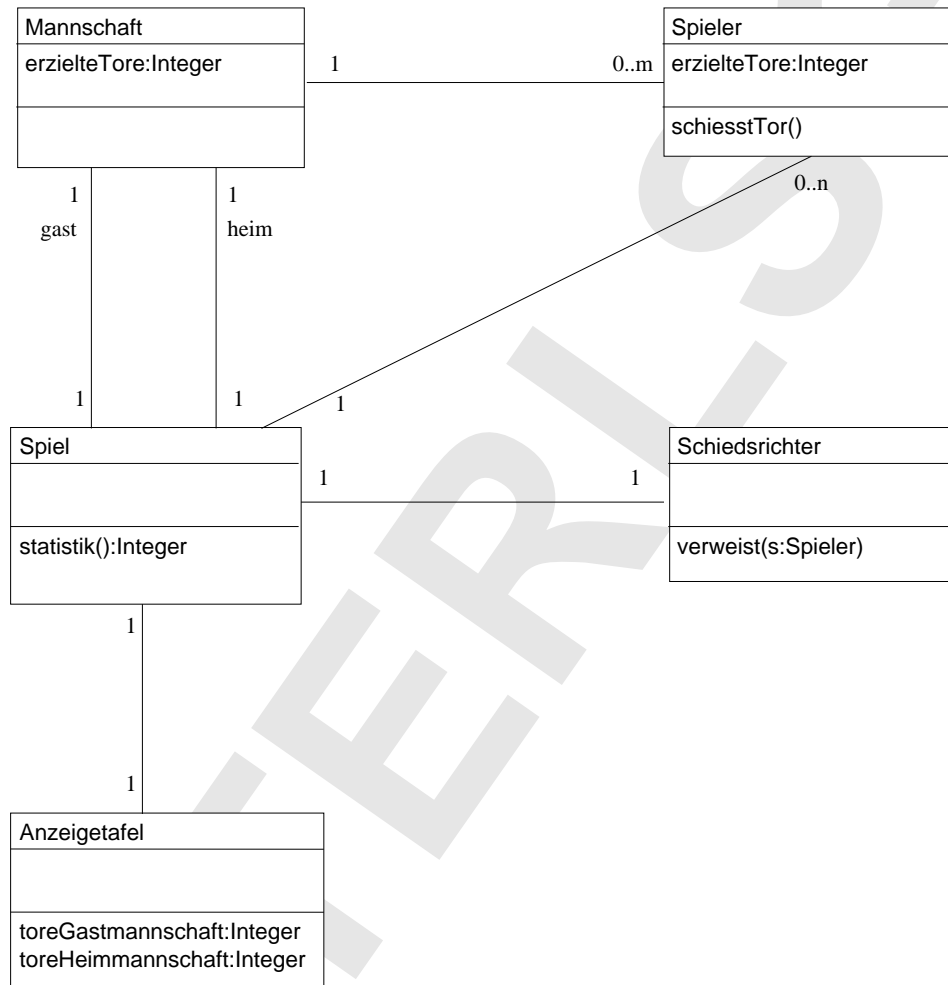 Mannschaft
erzielteTore:Integer
1
0..m
Spieler
erzielteTore:Integer
schiesstTor()
1
gast
1
heim
0..n
1
1
1
Spiel
statistik():Integer
1
1
Schiedsrichter
verweist(s:Spieler)
1
1
Anzeigetafel
toreGastmannschaft:Integer
toreHeimmannschaft:Integer